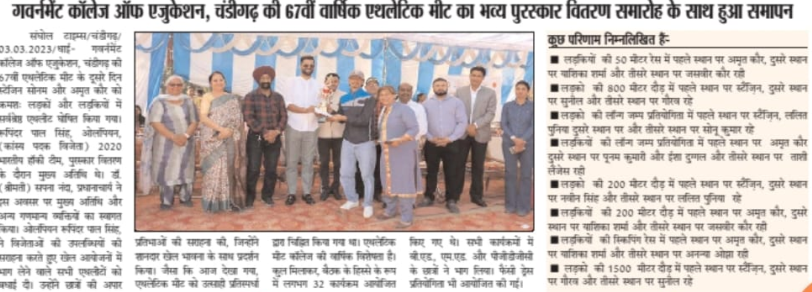 गवर्नमेंट कॉलेज ऑफ एजुकेशन, चंडीगढ़ की 67वीं वार्षिक एथलेटिक मीट का भव्य पुरस्कार वितरण समारोह के साथ हुआ समापन
संघोल टाइम्स/चंडीगढ़/
03.03.2023/धाई- गवर्नमेंट
कॉलेज ऑफ एजुकेशन, चंडीगढ़ की
67वीं एथलेटिक मीट के दूसरे दिन
स्टेंजिन सोनम और अमृत कौर को
क्रमशः लड़कों और लड़कियों में
सर्वश्रेष्ठ एथलीट घोषित किया गया।
रूपिंदर पाल सिंह, ओलंपियन,
(कांस्य पदक विजेता) 2020
भारतीय हॉकी टीम, पुरस्कार वितरण
के दौरान मुख्य अतिथि थे। डॉ.
(श्रीमती) सपना नंदा, प्रधानाचार्य ने
इस अवसर पर मुख्य अतिथि और
अन्य गणमान्य व्यक्तियों का स्वागत
किया। ओलंपियन रूपिंदर पाल सिंह,
ने विजेताओं की उपलब्धियों की
सराहना करते हुए खेल आयोजनों में
भाग लेने वाले सभी एथलीटों को
बधाई दी। उन्होंने छात्रों की अपार
प्रतिभाओं की सराहना की, जिन्होंने
शानदार खेल भावना के साथ प्रदर्शन
किया। जैसा कि आज देखा गया,
एथलेटिक मीट को उत्साही प्रतिस्पर्धा
द्वारा चिह्नित किया गया था। एथलेटिक
मीट कॉलेज की वार्षिक विशेषता है।
कुल मिलाकर, बैठक के हिस्से के रूप
में लगभग 32 कार्यक्रम आयोजित
किए गए थे। सभी कार्यक्रमों में
बी.एड., एम.एड. और पीजीडीजीसी
के छात्रों ने भाग लिया। फैंसी ड्रेस
प्रतियोगिता भी आयोजित की गई।
कुछ परिणाम निम्नलिखित हैं-
■ लड़कियों की 50 मीटर रेस में पहले स्थान पर अमृत कौर, दूसरे स्थान
पर याशिका शर्मा और तीसरे स्थान पर जसवीर कौर रही
■ लड़को की 800 मीटर दौड़ में पहले स्थान पर स्टैंज़िन, दूसरे स्थान
पर सुनील और तीसरे स्थान पर गौरव रहे
■ लड़को की लॉन्ग जम्प प्रतियोगिता में पहले स्थान पर स्टैंज़िन, ललित
पुनिया दूसरे स्थान पर और तीसरे स्थान पर सोनू कुमार रहे
■ लड़कियों की लॉन्ग जम्प प्रतियोगिता में पहले स्थान पर अमृत कौर
दूसरे स्थान पर पूनम कुमारी और ईशा दुग्गल और तीसरे स्थान पर ताशी
रही
■ लड़को की 200 मीटर दौड़ में पहले स्थान पर स्टैंज़िन, दूसरे स्थान
पर नवीन सिंह और तीसरे स्थान पर ललित पुनिया रहे
■ लड़कियों की 200 मीटर दौड़ में पहले स्थान पर अमृत कौर, दूसरे
स्थान पर याशिका शर्मा और तीसरे स्थान पर जसवीर कौर रही
■ लड़कियों की स्किपिंग रेस में पहले स्थान पर अमृत कौर, दूसरे स्थान
पर याशिका शर्मा और तीसरे स्थान पर अनन्या ओझा रही
■ लड़को की 1500 मीटर दौड़ में पहले स्थान पर स्टैंज़िन, दूसरे स्थान
पर गौरव और तीसरे स्थान पर सुनील रहे